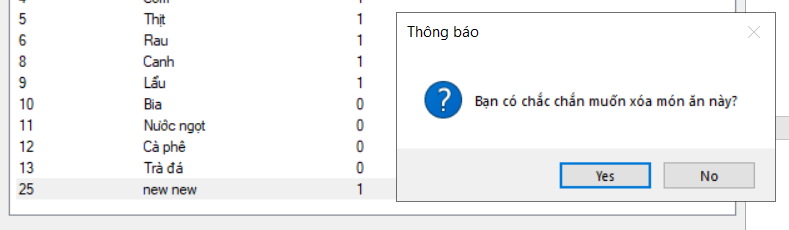 5 Thịt 1
6 Rau 1
8 Canh 1
9 Lẩu 1
10 Bia 0
11 Nước ngọt 0
12 Cà phê 0
13 Trà đá 0
25 new new 1
Thông báo
Bạn có chắc chắn muốn xóa món ăn này?
Yes No